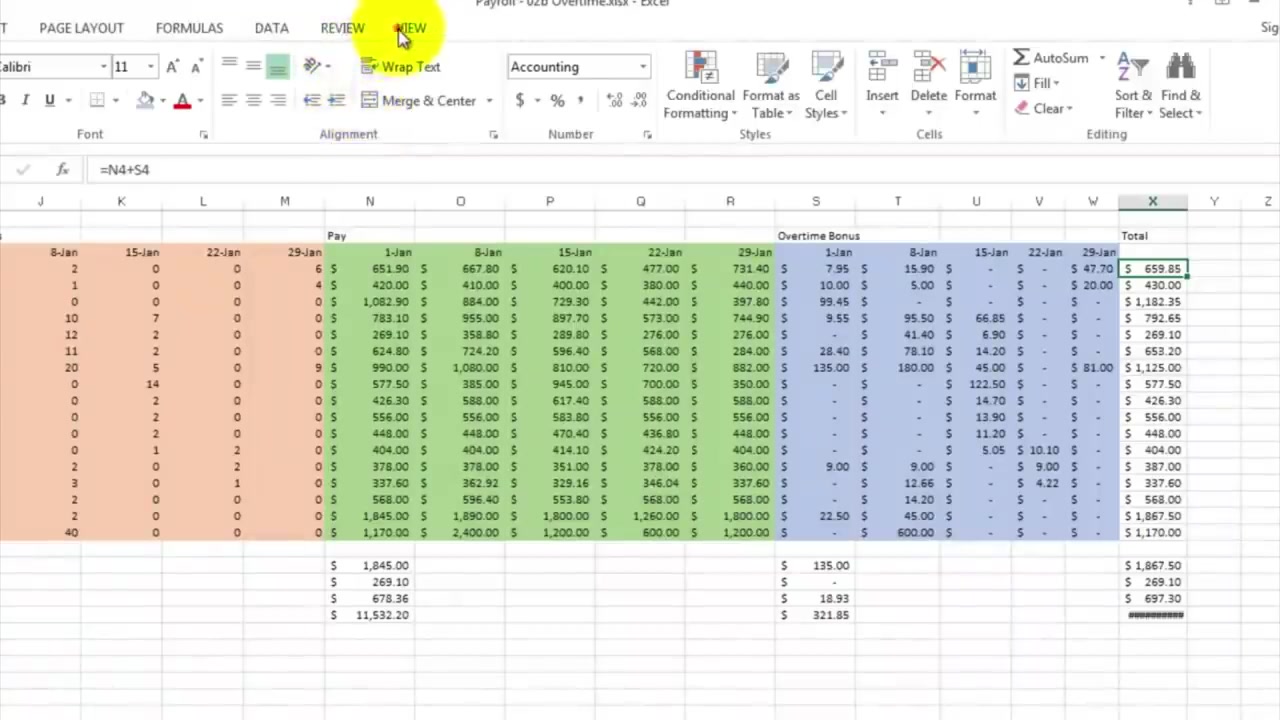 Payroll - 02b Overtime.xlsx - Excel
T PAGE LAYOUT FORMULAS DATA REVIEW VIEW Sig
Calibri 11 A A Wrap Text Accounting AutoSum
B I U A Merge & Center $ % , Conditional Formatting Format as Table Cell Styles Insert Delete Format Fill Clear Sort & Filter Find & Select
Font Alignment Number Styles Cells Editing
fx =N4+S4
J K L M N O P Q R S T U V W X Y Z
s Pay Overtime Bonus Total
8-Jan 15-Jan 22-Jan 29-Jan 1-Jan 8-Jan 15-Jan 22-Jan 29-Jan 1-Jan 8-Jan 15-Jan 22-Jan 29-Jan
2 0 0 6 $ 651.90 $ 667.80 $ 620.10 $ 477.00 $ 731.40 $ 7.95 $ 15.90 $ - $ - $ 47.70 $ 659.85
1 0 0 4 $ 420.00 $ 410.00 $ 400.00 $ 380.00 $ 440.00 $ 10.00 $ 5.00 $ - $ - $ 20.00 $ 430.00
0 0 0 0 $ 1,082.90 $ 884.00 $ 729.30 $ 442.00 $ 397.80 $ 99.45 $ - $ - $ - $ - $ 1,182.35
10 7 0 0 $ 783.10 $ 955.00 $ 897.70 $ 573.00 $ 744.90 $ 9.55 $ 95.50 $ 66.85 $ - $ - $ 792.65
12 2 0 0 $ 269.10 $ 358.80 $ 289.80 $ 276.00 $ 276.00 $ - $ 41.40 $ 6.90 $ - $ - $ 269.10
11 2 0 0 $ 624.80 $ 724.20 $ 596.40 $ 568.00 $ 284.00 $ 28.40 $ 78.10 $ 14.20 $ - $ - $ 653.20
20 5 0 9 $ 990.00 $ 1,080.00 $ 810.00 $ 720.00 $ 882.00 $ 135.00 $ 180.00 $ 45.00 $ - $ 81.00 $ 1,125.00
0 14 0 0 $ 577.50 $ 385.00 $ 945.00 $ 700.00 $ 350.00 $ - $ - $ 122.50 $ - $ - $ 577.50
0 2 0 0 $ 426.30 $ 588.00 $ 617.40 $ 588.00 $ 588.00 $ - $ - $ 14.70 $ - $ - $ 426.30
0 2 0 0 $ 556.00 $ 556.00 $ 583.80 $ 556.00 $ 556.00 $ - $ - $ 13.90 $ - $ - $ 556.00
0 2 0 0 $ 448.00 $ 448.00 $ 470.40 $ 436.80 $ 448.00 $ - $ - $ 11.20 $ - $ - $ 448.00
0 1 2 0 $ 404.00 $ 404.00 $ 414.10 $ 424.20 $ 404.00 $ - $ - $ 5.05 $ 10.10 $ - $ 404.00
2 0 2 0 $ 378.00 $ 378.00 $ 351.00 $ 378.00 $ 360.00 $ 9.00 $ 9.00 $ - $ 9.00 $ - $ 387.00
3 0 1 0 $ 337.60 $ 362.92 $ 329.16 $ 346.04 $ 337.60 $ - $ 12.66 $ - $ 4.22 $ - $ 337.60
2 0 0 0 $ 568.00 $ 596.40 $ 553.80 $ 568.00 $ 568.00 $ - $ 14.20 $ - $ - $ - $ 568.00
2 0 0 0 $ 1,845.00 $ 1,890.00 $ 1,800.00 $ 1,260.00 $ 1,800.00 $ 22.50 $ 45.00 $ - $ - $ - $ 1,867.50
40 0 0 0 $ 1,170.00 $ 2,400.00 $ 1,200.00 $ 600.00 $ 1,200.00 $ - $ 600.00 $ - $ - $ - $ 1,170.00
$ 1,845.00 $ 135.00 $ 1,867.50
$ 269.10 $ - $ 269.10
$ 678.36 $ 18.93 $ 697.30
$ 11,532.20 $ 321.85 ##########